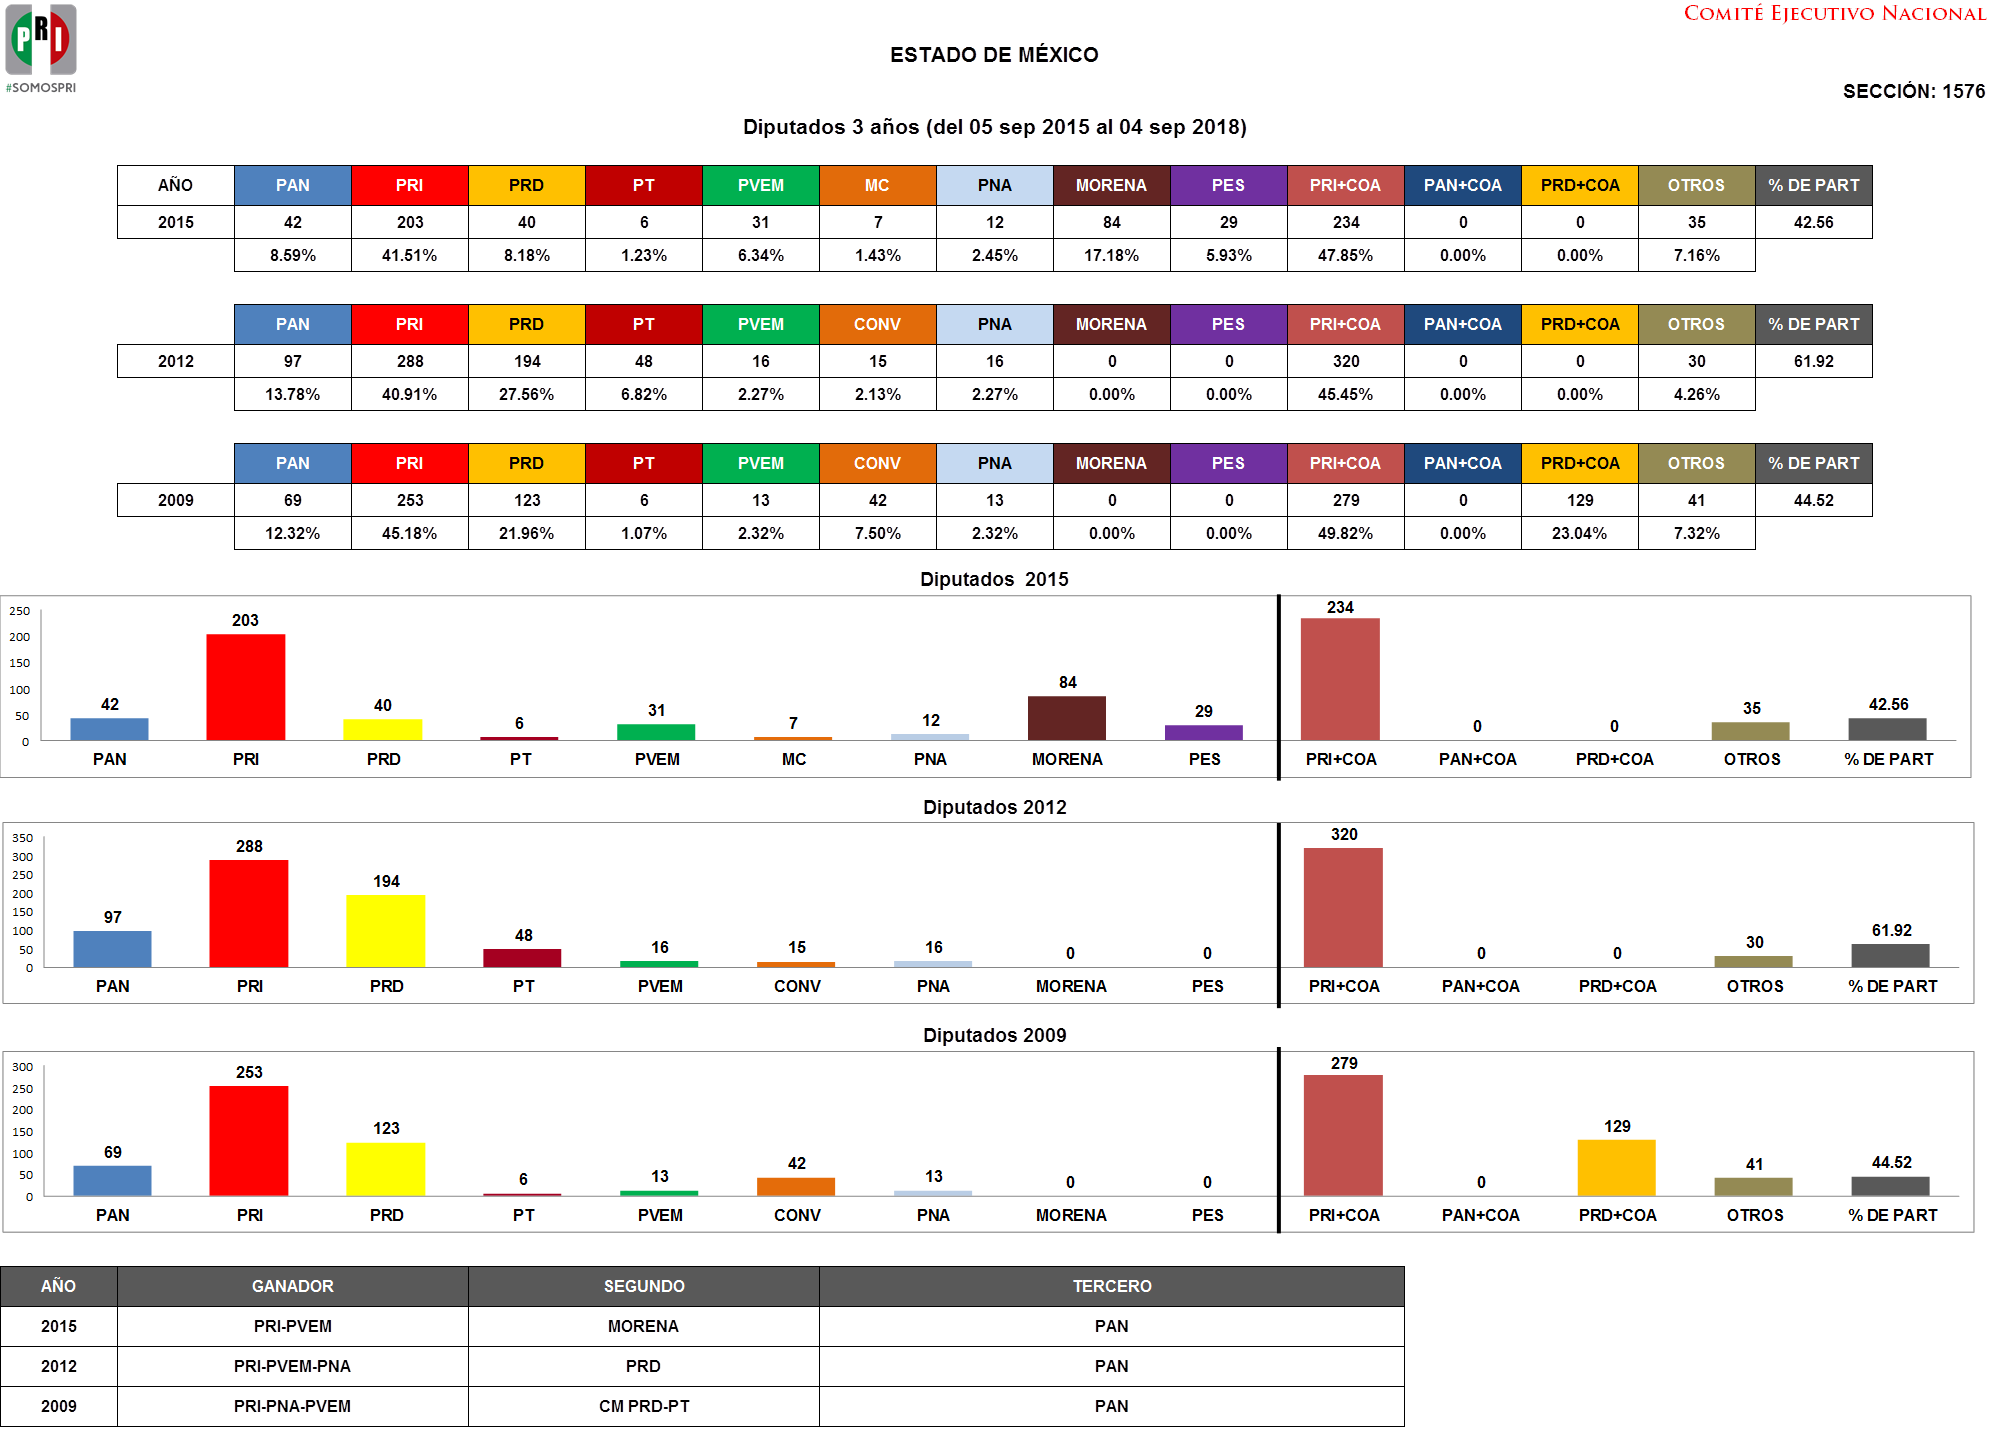 PRI
#SOMOSPRI
COMITÉ EJECUTIVO NACIONAL
ESTADO DE MÉXICO
SECCIÓN: 1576
Diputados 3 años (del 05 sep 2015 al 04 sep 2018)
AÑO PAN PRI PRD PT PVEM MC PNA MORENA PES PRI+COA PAN+COA PRD+COA OTROS % DE PART
2015 42 203 40 6 31 7 12 84 29 234 0 0 35 42.56
8.59% 41.51% 8.18% 1.23% 6.34% 1.43% 2.45% 17.18% 5.93% 47.85% 0.00% 0.00% 7.16%
PAN PRI PRD PT PVEM CONV PNA MORENA PES PRI+COA PAN+COA PRD+COA OTROS % DE PART
2012 97 288 194 48 16 15 16 0 0 320 0 0 30 61.92
13.78% 40.91% 27.56% 6.82% 2.27% 2.13% 2.27% 0.00% 0.00% 45.45% 0.00% 0.00% 4.26%
PAN PRI PRD PT PVEM CONV PNA MORENA PES PRI+COA PAN+COA PRD+COA OTROS % DE PART
2009 69 253 123 6 13 42 13 0 0 279 0 129 41 44.52
12.32% 45.18% 21.96% 1.07% 2.32% 7.50% 2.32% 0.00% 0.00% 49.82% 0.00% 23.04% 7.32%
Diputados 2015
250
200
150
100
50
0
42 203 40 6 31 7 12 84 29 234 0 0 35 42.56
PAN PRI PRD PT PVEM MC PNA MORENA PES PRI+COA PAN+COA PRD+COA OTROS % DE PART
Diputados 2012
350
300
250
200
150
100
50
0
97 288 194 48 16 15 16 0 0 320 0 0 30 61.92
PAN PRI PRD PT PVEM CONV PNA MORENA PES PRI+COA PAN+COA PRD+COA OTROS % DE PART
Diputados 2009
300
250
200
150
100
50
0
69 253 123 6 13 42 13 0 0 279 0 129 41 44.52
PAN PRI PRD PT PVEM CONV PNA MORENA PES PRI+COA PAN+COA PRD+COA OTROS % DE PART
AÑO GANADOR SEGUNDO TERCERO
2015 PRI-PVEM MORENA PAN
2012 PRI-PVEM-PNA PRD PAN
2009 PRI-PNA-PVEM CM PRD-PT PAN